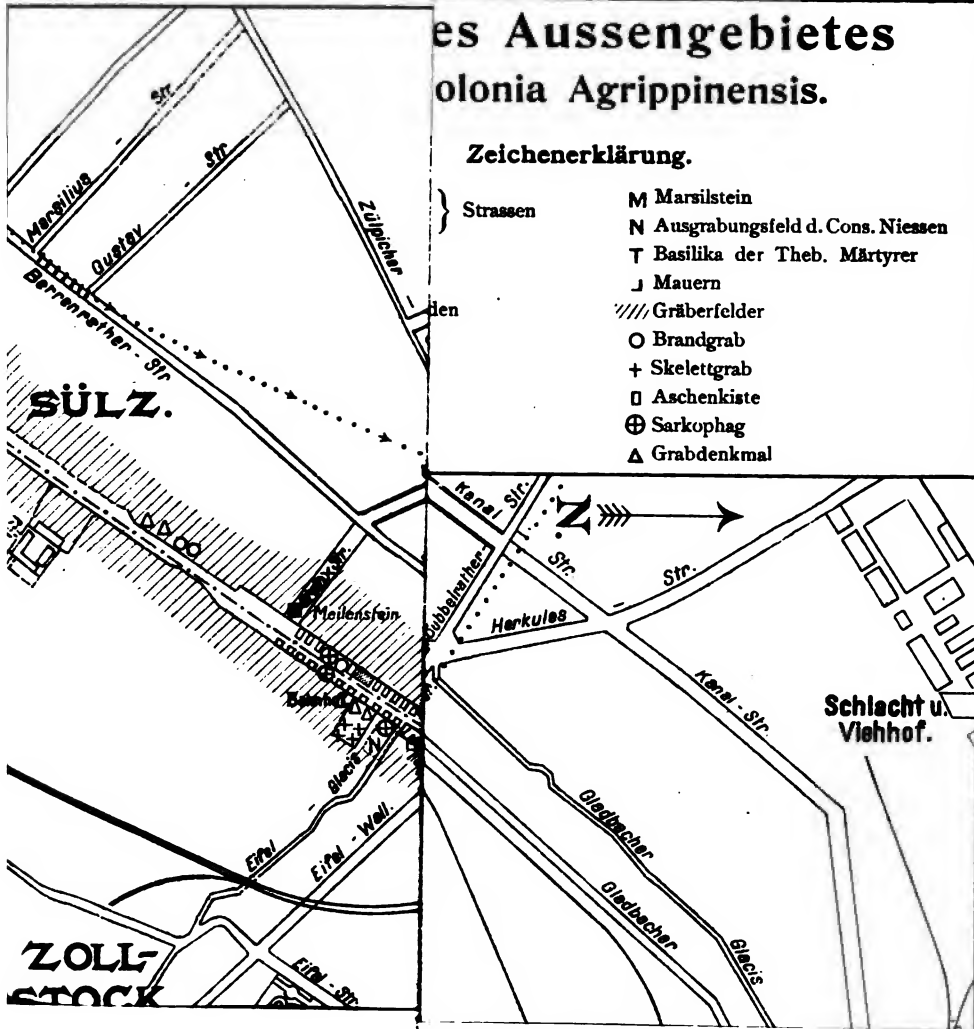 es Aussengebietes
olonia Agrippinensis.
Zeichenerklärung.
} Strassen
den
M Marsilstein
N Ausgrabungsfeld d. Cons. Niessen
T Basilika der Theb. Märtyrer
Mauern
Gräberfelder
Brandgrab
+ Skelettgrab
Aschenkiste
Sarkophag
Grabdenkmal
Marsilius - Str.
Gustav - Str
Zülpicher -
Berrenrather - Str
SÜLZ.
Meilenstein
N
Glacis
Eifel -
Eifel - Wall.
Eifel - Str.
ZOLL-
STOCK
N
Kanal Str.
Str.
Str.
Herkules -
Kanal - Str.
Schlacht u.
Viehhof.
Gladbacher
Glacis
Gladbacher